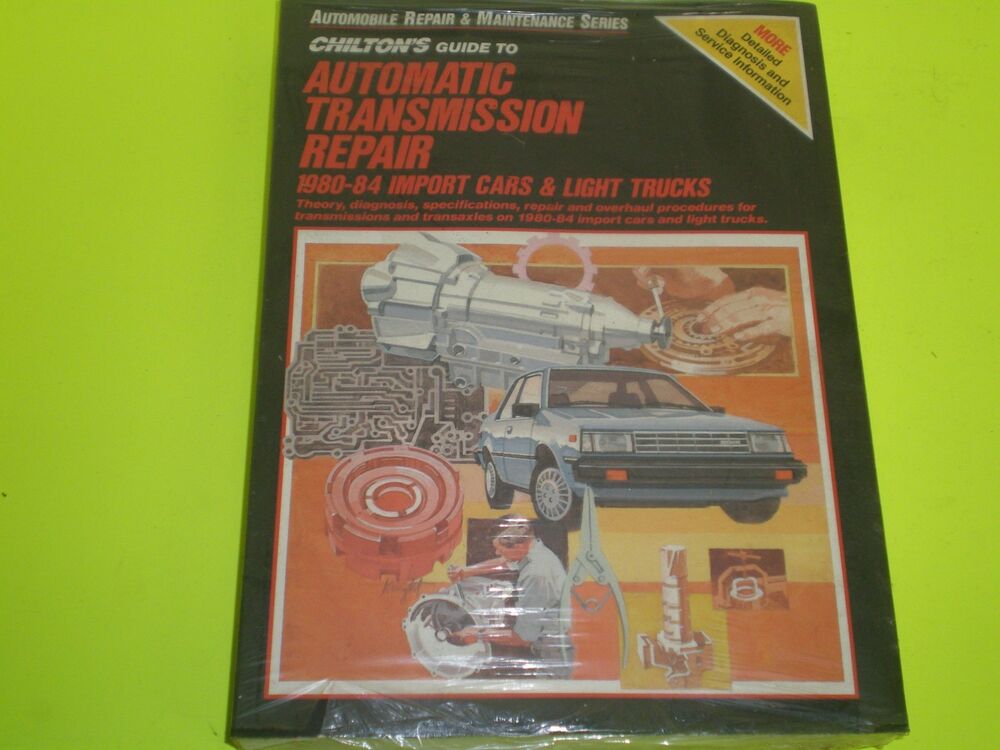 AUTOMOBILE REPAIR & MAINTENANCE SERIES
CHILTON'S GUIDE TO
AUTOMATIC
TRANSMISSION
REPAIR
1980-84 IMPORT CARS & LIGHT TRUCKS
Theory, diagnosis, specifications, repair and overhaul procedures for
transmissions and transaxles on 1980-84 import cars and light trucks.
MORE
Detailed
Diagnosis and
Service Information